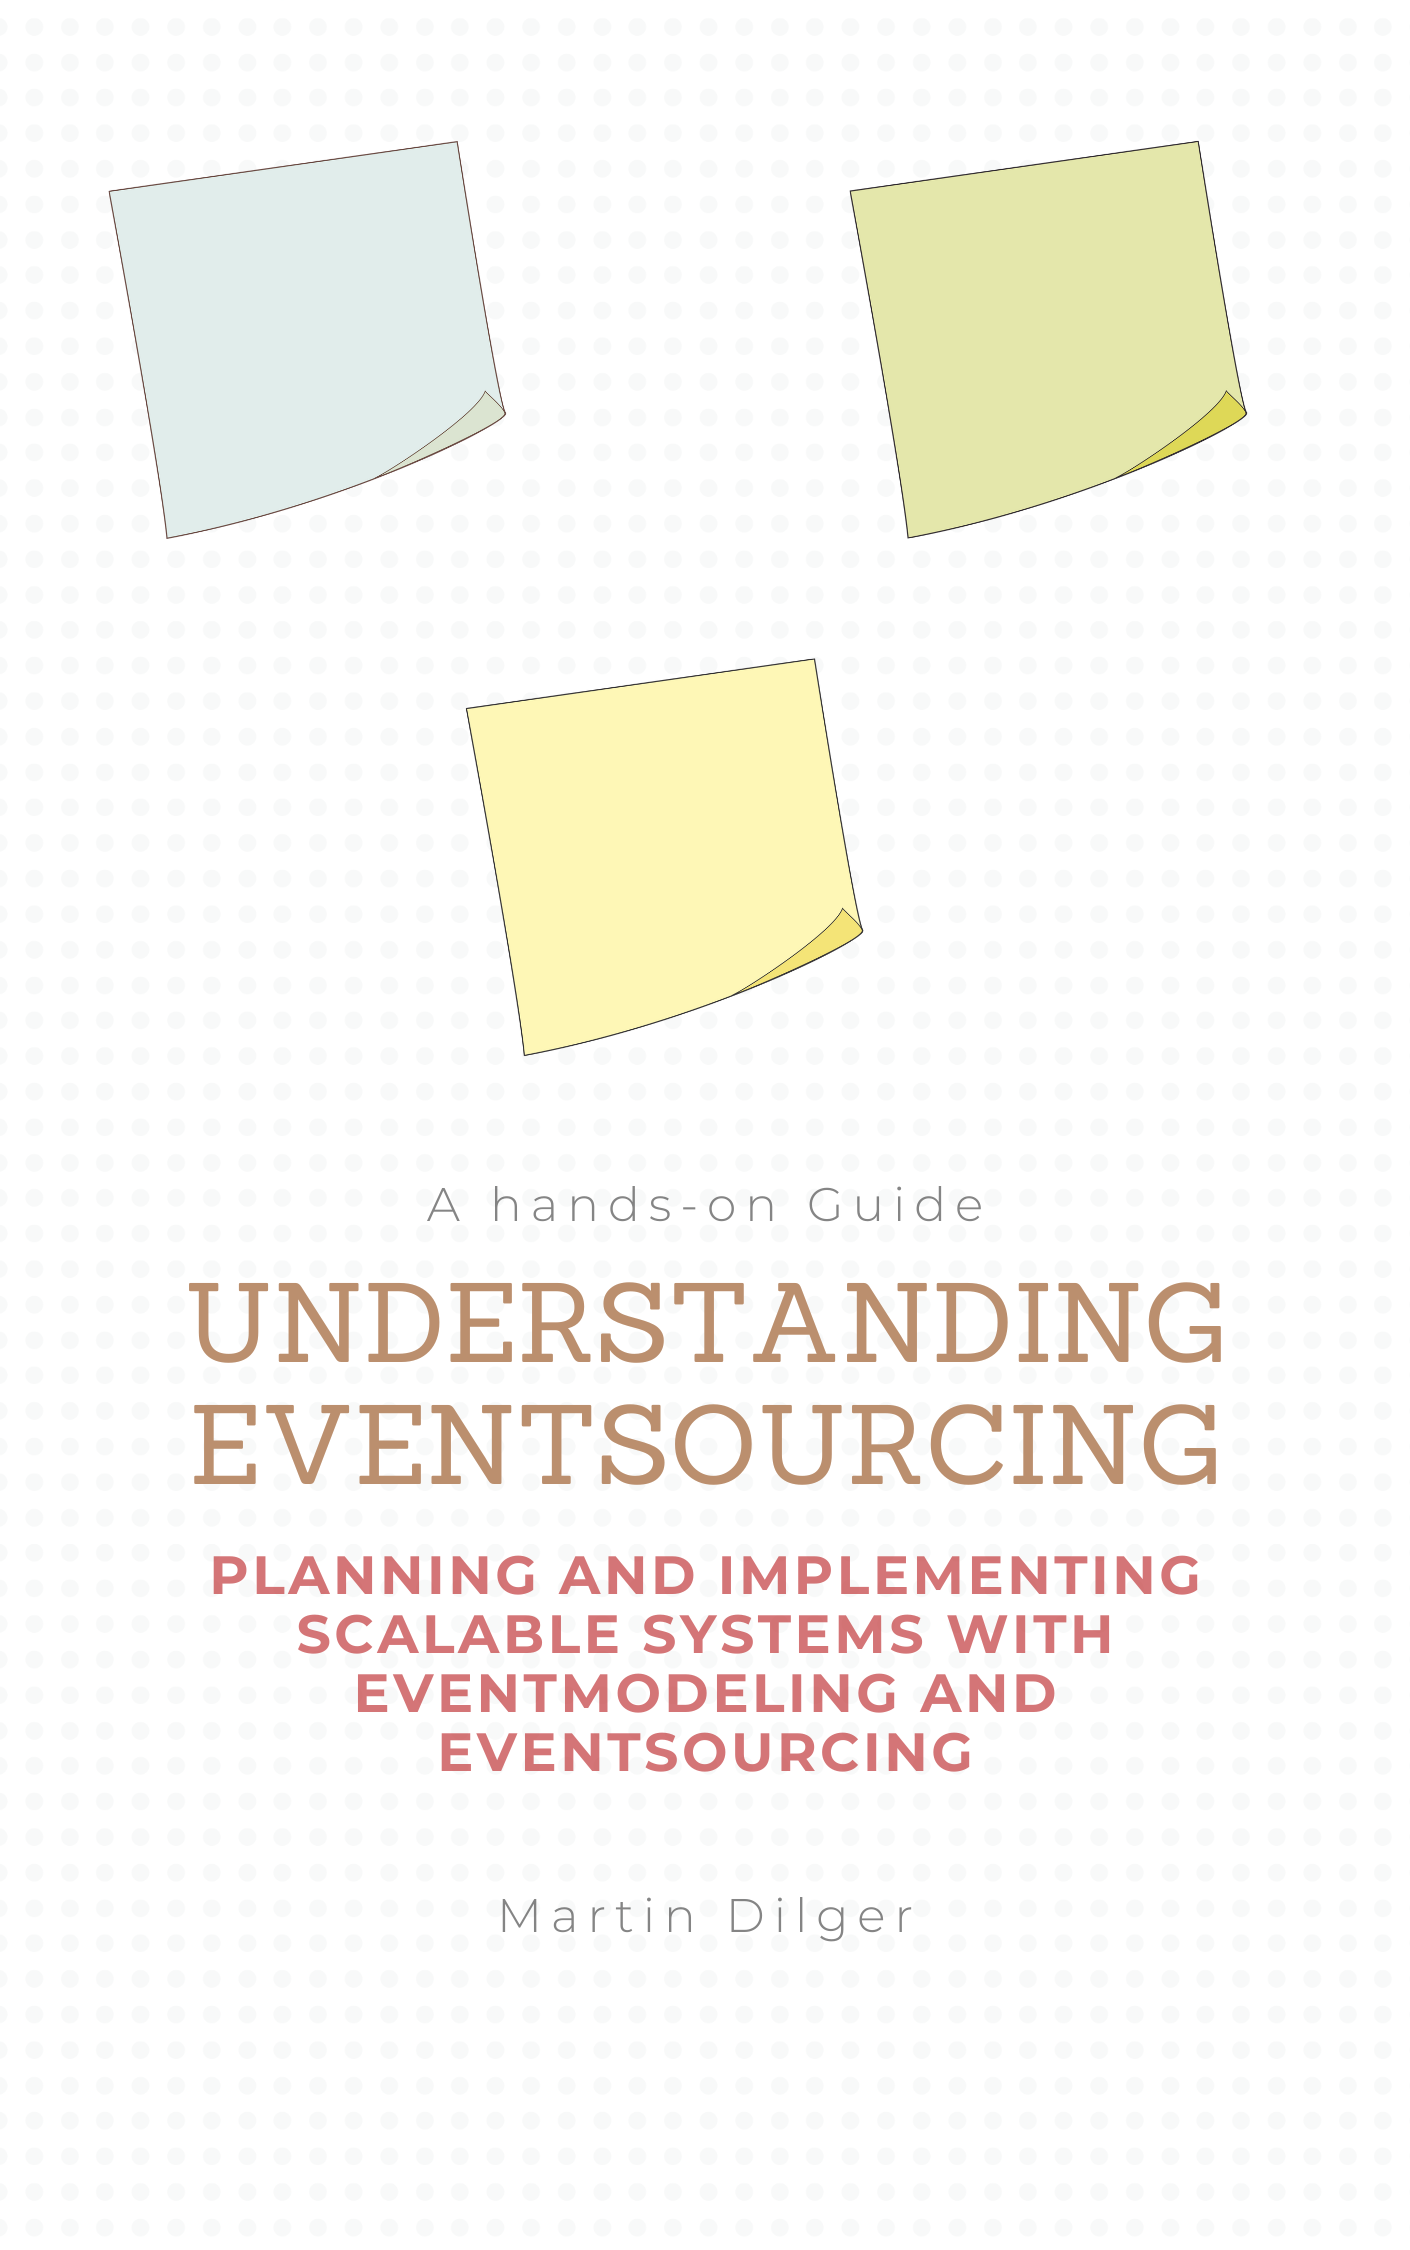 A hands-on Guide
UNDERSTANDING
EVENTSOURCING
PLANNING AND IMPLEMENTING
SCALABLE SYSTEMS WITH
EVENTMODELING AND
EVENTSOURCING
Martin Dilger